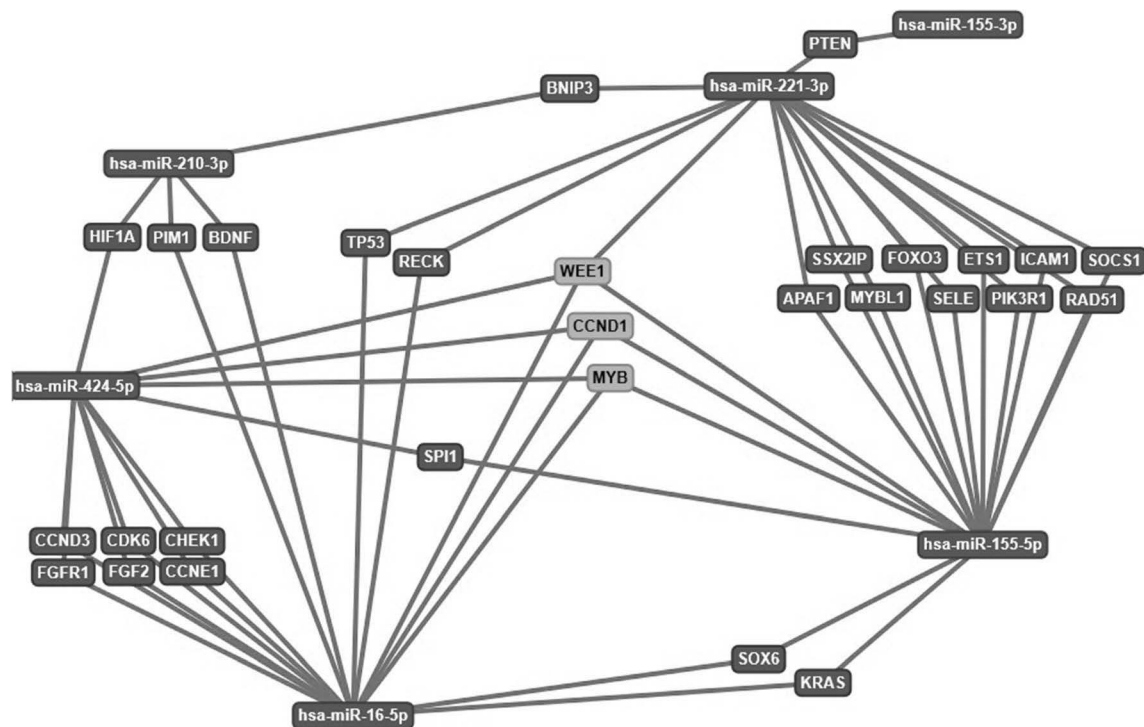 hsa-miR-155-3p
PTEN
hsa-miR-221-3p
BNIP3
hsa-miR-210-3p
HIF1A
PIM1
BDNF
TP53
RECK
WEE1
SSX2IP
FOXO3
ETS1
ICAM1
SOCS1
APAF1
MYBL1
SELE
PIK3R1
RAD51
CCND1
hsa-miR-424-5p
MYB
SPI1
CCND3
CDK6
CHEK1
hsa-miR-155-5p
FGFR1
FGF2
CCNE1
SOX6
KRAS
hsa-miR-16-5p